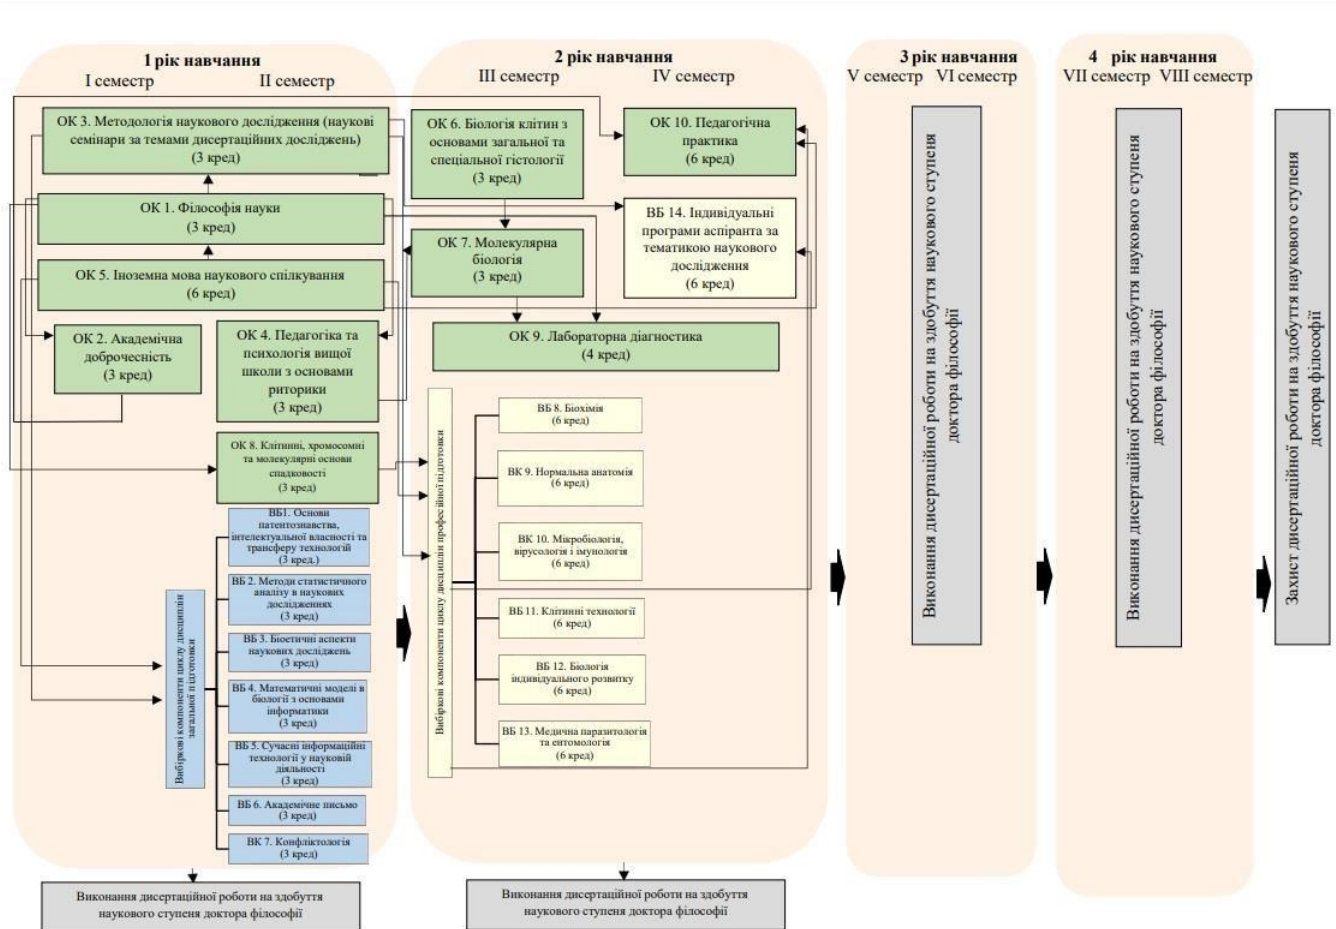 1 рік навчання
I семестр
II семестр
ОК 3. Методологія наукового дослідження (наукові
семінари за темами дисертаційних досліджень)
(3 кред)
ОК 1. Філософія науки
(3 кред)
ОК 5. Іноземна мова наукового спілкування
(6 кред)
ОК 2. Академічна
доброчесність
(3 кред)
ОК 4. Педагогіка та
психологія вищої
школи з основами
риторики
(3 кред)
ОК 8. Клітинні, хромосомні
та молекулярні основи
спадковості
(3 кред)
Вибіркові компоненти циклу дисциплін
загальної підготовки
ВБ1. Основи
патентознавства,
інтелектуальної власності та
трансферу технологій
(3 кред.)
ВБ 2. Методи статистичного
аналізу в наукових
дослідженнях
(3 кред)
ВБ 3. Біоетичні аспекти
наукових досліджень
(3 кред)
ВБ 4. Математичні моделі в
біології з основами
інформатики
(3 кред)
ВБ 5. Сучасні інформаційні
технології у науковій
діяльності
(3 кред)
ВБ 6. Академічне письмо
(3 кред)
ВК 7. Конфліктологія
(3 кред)
Виконання дисертаційної роботи на здобуття
наукового ступеня доктора філософії
2 рік навчання
III семестр
IV семестр
ОК 6. Біологія клітин з
основами загальної та
спеціальної гістології
(3 кред)
ОК 10. Педагогічна
практика
(6 кред)
ОК 7. Молекулярна
біологія
(3 кред)
ВБ 14. Індивідуальні
програми аспіранта за
тематикою наукового
дослідження
(6 кред)
ОК 9. Лабораторна діагностика
(4 кред)
Вибіркові компоненти циклу дисциплін професійної підготовки
ВБ 8. Біохімія
(6 кред)
ВК 9. Нормальна анатомія
(6 кред)
ВК 10. Мікробіологія,
вірусологія і імунологія
(6 кред)
ВБ 11. Клітинні технології
(6 кред)
ВБ 12. Біологія
індивідуального розвитку
(6 кред)
ВБ 13. Медична паразитологія
та ентомологія
(6 кред)
Виконання дисертаційної роботи на здобуття
наукового ступеня доктора філософії
3 рік навчання
V семестр
VI семестр
Виконання дисертаційної роботи на здобуття наукового ступеня
доктора філософії
4 рік навчання
VII семестр
VIII семестр
Виконання дисертаційної роботи на здобуття наукового ступеня
доктора філософії
Захист дисертаційної роботи на здобуття наукового ступеня
доктора філософії